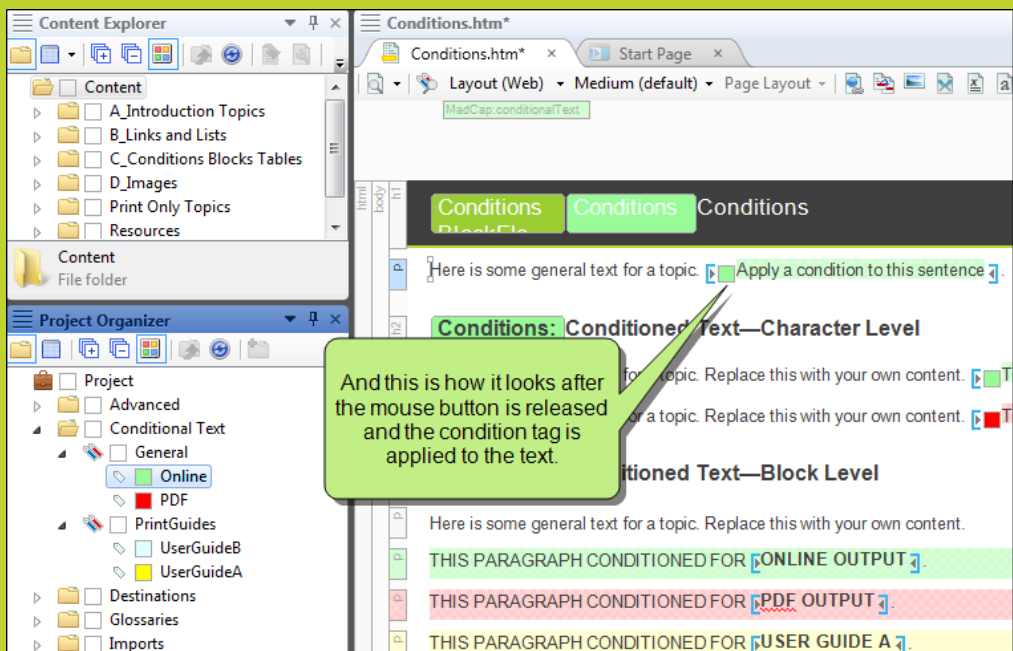 Content Explorer
Content
A_Introduction Topics
B_Links and Lists
C_Conditions Blocks Tables
D_Images
Print Only Topics
Resources
Content
File folder
Project Organizer
Project
Advanced
Conditional Text
General
Online
PDF
PrintGuides
UserGuideB
UserGuideA
Destinations
Glossaries
Imports
Conditions.htm*
Conditions.htm* × Start Page ×
Layout (Web) Medium (default) Page Layout
MadCap:conditionalText
html
body
h1
Conditions Conditions Conditions
p
Here is some general text for a topic. Apply a condition to this sentence .
h2
Conditions: Conditioned Text—Character Level
for a topic. Replace this with your own content. T
or a topic. Replace this with your own content. T
And this is how it looks after
the mouse button is released
and the condition tag is
applied to the text.
itioned Text—Block Level
p
Here is some general text for a topic. Replace this with your own content.
p
THIS PARAGRAPH CONDITIONED FOR ONLINE OUTPUT .
p
THIS PARAGRAPH CONDITIONED FOR PDF OUTPUT .
p
THIS PARAGRAPH CONDITIONED FOR USER GUIDE A .